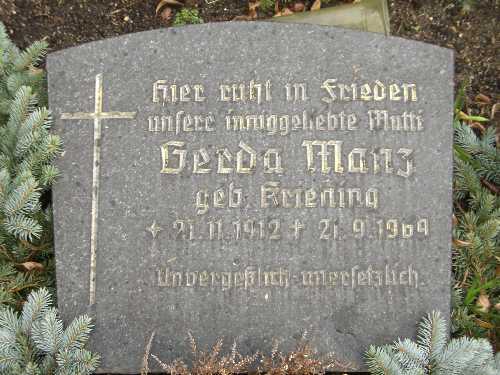 Hier ruht in Frieden
unsere inniggeliebte Mutti
Gerda Manz
geb. Kriening
* 21.11.1912 + 21.9.1969
Unvergeßlich-unersetzlich.